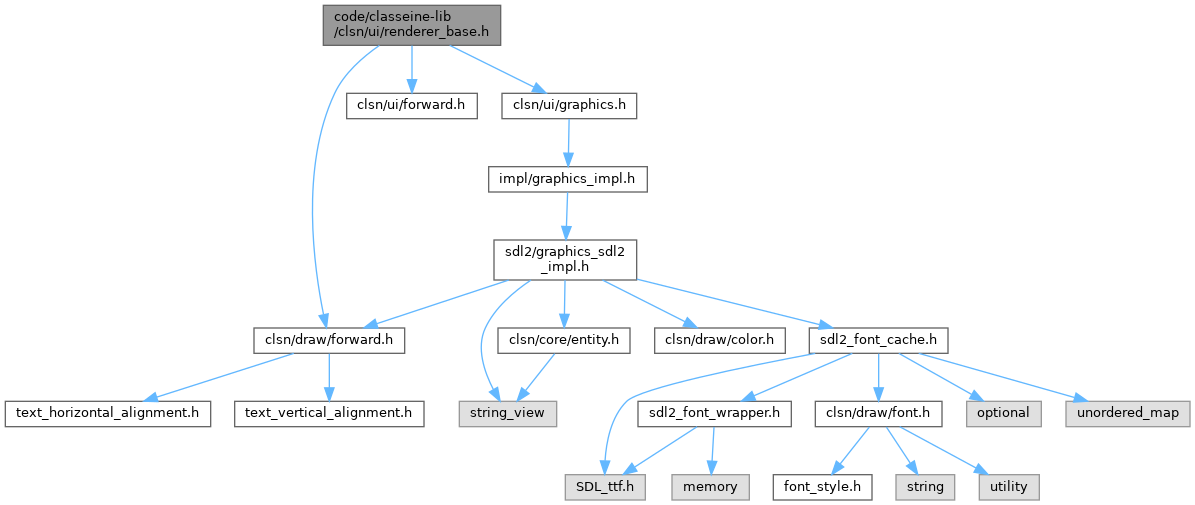 code/classeine-lib
/clsn/ui/renderer_base.h
clsn/ui/forward.h
clsn/ui/graphics.h
impl/graphics_impl.h
sdl2/graphics_sdl2
_impl.h
clsn/draw/forward.h
clsn/core/entity.h
clsn/draw/color.h
sdl2_font_cache.h
text_horizontal_alignment.h
text_vertical_alignment.h
string_view
sdl2_font_wrapper.h
clsn/draw/font.h
optional
unordered_map
SDL_ttf.h
memory
font_style.h
string
utility